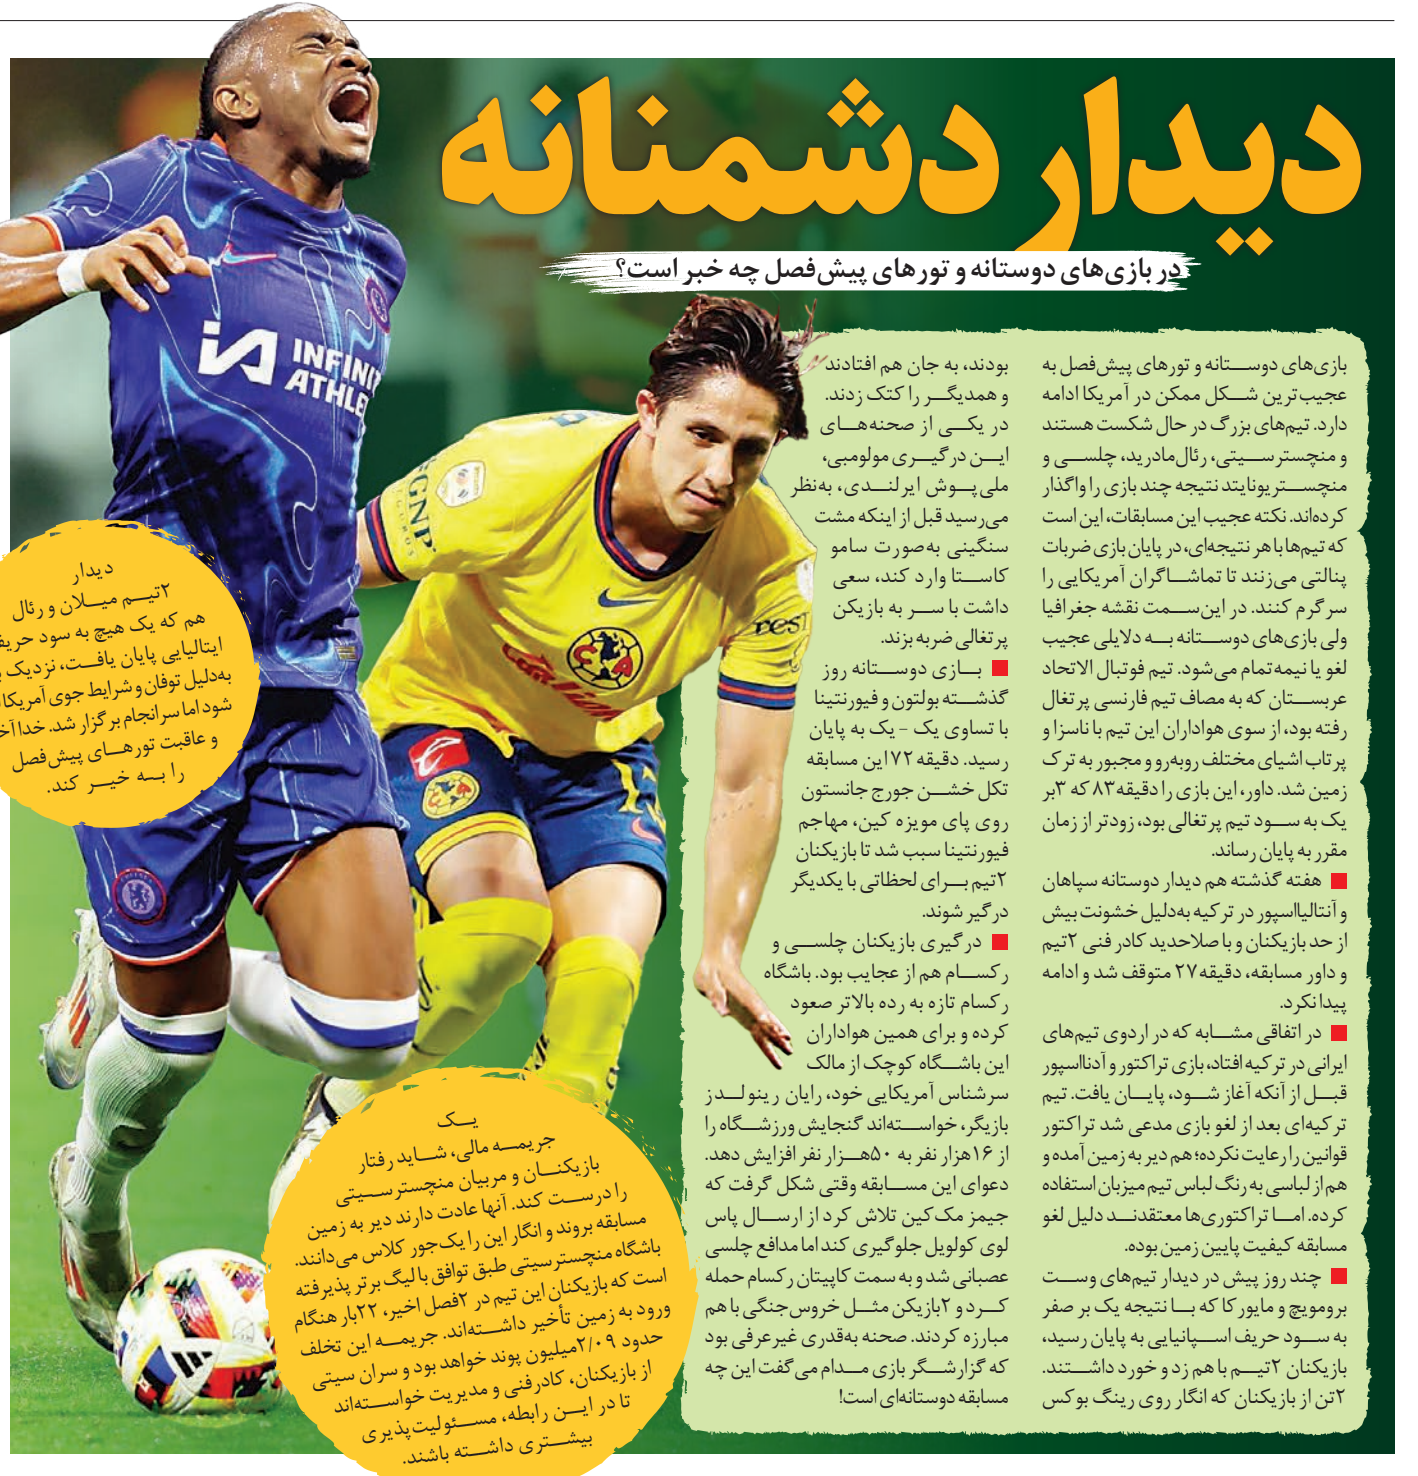 دیدار دشمنانه
در بازی‌های دوستانه و تورهای پیش‌فصل چه خبر است؟
بازی‌های دوستانه و تورهای پیش‌فصل به
عجیب‌ترین شکل ممکن در آمریکا ادامه
دارد. تیم‌های بزرگ در حال شکست هستند
و منچسترسیتی، رئال‌مادرید، چلسی و
منچستریونایتد نتیجه چند بازی را واگذار
کرده‌اند. نکته عجیب این مسابقات، این است
که تیم‌ها با هر نتیجه‌ای، در پایان بازی ضربات
پنالتی می‌زنند تا تماشاگران آمریکایی را
سرگرم کنند. در این‌سمت نقشه جغرافیا
ولی بازی‌های دوستانه به دلایلی عجیب
لغو یا نیمه‌تمام می‌شود. تیم فوتبال الاتحاد
عربستان که به مصاف تیم فارنسی پرتغال
رفته بود، از سوی هواداران این تیم با ناسزا و
پرتاب اشیای مختلف روبه‌رو و مجبور به ترک
زمین شد. داور، این بازی را دقیقه ۸۳ که ۳بر
یک به سود تیم پرتغالی بود، زودتر از زمان
مقرر به پایان رساند.
■ هفته گذشته هم دیدار دوستانه سپاهان
و آنتالیااسپور در ترکیه به‌دلیل خشونت بیش
از حد بازیکنان و با صلاحدید کادر فنی ۲تیم
و داور مسابقه، دقیقه ۲۷ متوقف شد و ادامه
پیدا نکرد.
■ در اتفاقی مشابه که در اردوی تیم‌های
ایرانی در ترکیه افتاد، بازی تراکتور و آدنااسپور
قبل از آنکه آغاز شود، پایان یافت. تیم
ترکیه‌ای بعد از لغو بازی مدعی شد تراکتور
قوانین را رعایت نکرده؛ هم دیر به زمین آمده و
هم از لباسی به رنگ لباس تیم میزبان استفاده
کرده. اما تراکتوری‌ها معتقدند دلیل لغو
مسابقه کیفیت پایین زمین بوده.
■ چند روز پیش در دیدار تیم‌های وست
برومویچ و مایورکا که با نتیجه یک بر صفر
به سود حریف اسپانیایی به پایان رسید،
بازیکنان ۲تیم با هم زد و خورد داشتند.
۲تن از بازیکنان که انگار روی رینگ بوکس
بودند، به جان هم افتادند
و همدیگر را کتک زدند.
در یکی از صحنه‌های
این درگیری مولومبی،
ملی‌پوش ایرلندی، به‌نظر
می‌رسید قبل از اینکه مشت
سنگینی به‌صورت سامو
کاستا وارد کند، سعی
داشت با سر به بازیکن
پرتغالی ضربه بزند.
■ بازی دوستانه روز
گذشته بولتون و فیورنتینا
با تساوی یک - یک به پایان
رسید. دقیقه ۷۲ این مسابقه
تکل خشن جورج جانستون
روی پای مویزه کین، مهاجم
فیورنتینا سبب شد تا بازیکنان
۲تیم برای لحظاتی با یکدیگر
درگیر شوند.
■ درگیری بازیکنان چلسی و
رکسام هم از عجایب بود. باشگاه
رکسام تازه به رده بالاتر صعود
کرده و برای همین هواداران
این باشگاه کوچک از مالک
سرشناس آمریکایی خود، رایان رینولدز
بازیگر، خواسته‌اند گنجایش ورزشگاه را
از ۱۶هزار نفر به ۵۰هزار نفر افزایش دهد.
دعوای این مسابقه وقتی شکل گرفت که
جیمز مک‌کین تلاش کرد از ارسال پاس
لوی کولویل جلوگیری کند اما مدافع چلسی
عصبانی شد و به سمت کاپیتان رکسام حمله
کرد و ۲بازیکن مثل خروس‌جنگی با هم
مبارزه کردند. صحنه به‌قدری غیرعرفی بود
که گزارشگر بازی مدام می‌گفت این چه
مسابقه دوستانه‌ای است!
دیدار
۲تیم میلان و رئال
هم که یک هیچ به سود
ایتالیایی پایان یافت، نزدیک
به‌دلیل توفان و شرایط جوی
شود اما سرانجام برگزار شد. خدا
و عاقبت تورهای پیش‌فصل
را به خیر کند.
یک
جریمه مالی، شاید رفتار
بازیکنان و مربیان منچسترسیتی
را درست کند. آنها عادت دارند دیر به زمین
مسابقه بروند و انگار این را یک‌جور کلاس می‌دانند.
باشگاه منچسترسیتی طبق توافق با لیگ برتر پذیرفته
است که بازیکنان این تیم در ۲فصل اخیر، ۲۲بار هنگام
ورود به زمین تأخیر داشته‌اند. جریمه این تخلف
حدود ۲/۰۹میلیون پوند خواهد بود و سران سیتی
از بازیکنان، کادرفنی و مدیریت خواسته‌اند
تا در این رابطه، مسئولیت‌پذیری
بیشتری داشته باشند.
INFINI
ATHLE